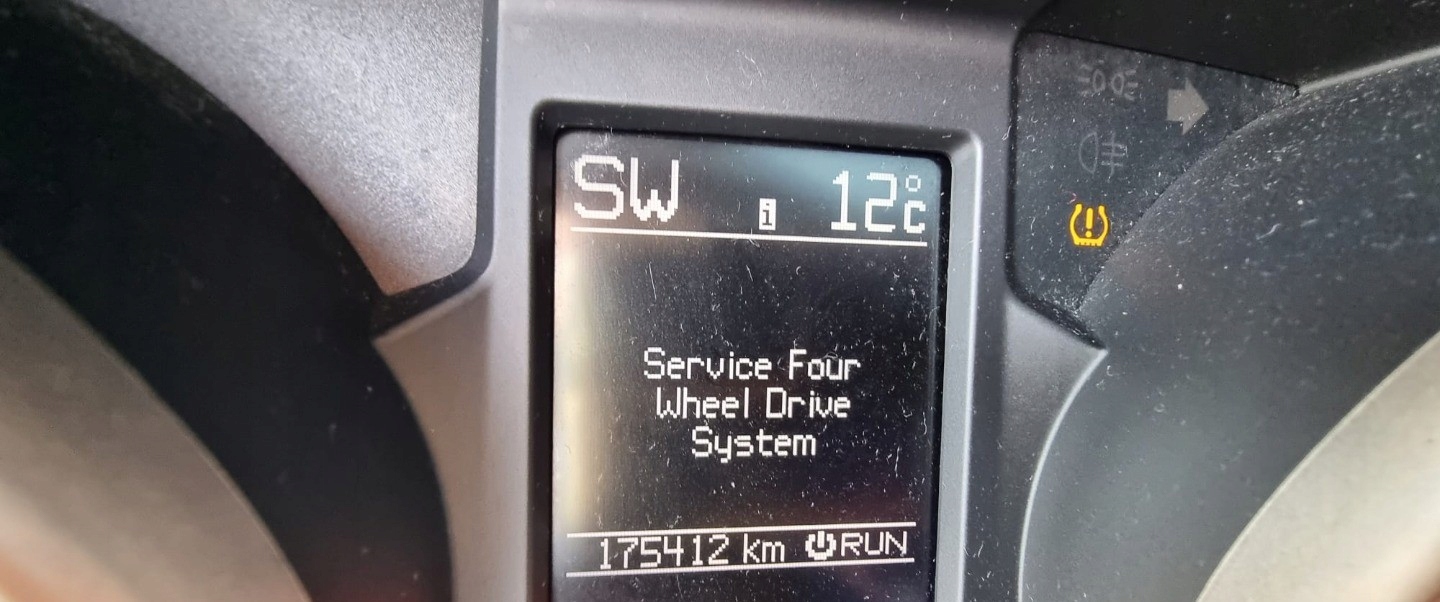 SW i 12°C
Service Four
Wheel Drive
System
175412 km RUN